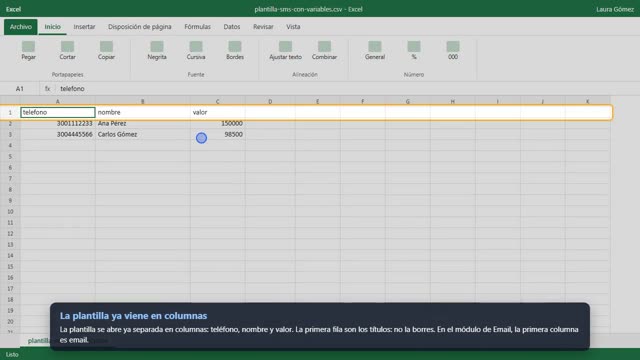 Excel plantilla-sms-con-variables.csv - Excel Laura Gómez
Archivo Inicio Insertar Disposición de página Fórmulas Datos Revisar Vista
Pegar Cortar Copiar Negrita Cursiva Bordes Ajustar texto Combinar General % 000
Portapapeles Fuente Alineación Número
A1 fx telefono
A B C D E F G H I J K
1 telefono nombre valor
2 3001112233 Ana Pérez 150000
3 3004445566 Carlos Gómez 98500
4
5
6
7
8
9
10
11
12
13
14
15
16
17
18
19
20
La plantilla ya viene en columnas
La plantilla se abre ya separada en columnas: teléfono, nombre y valor. La primera fila son los títulos: no la borres. En el módulo de Email, la primera columna
es email.
Listo